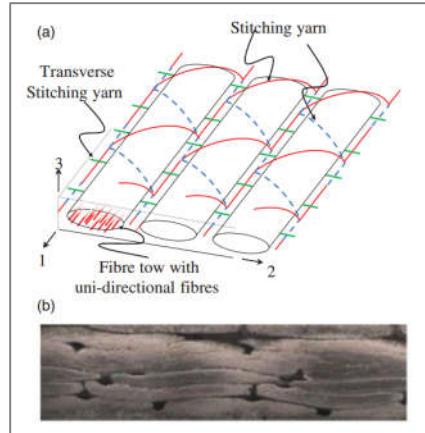 (a)
Stitching yarn
Transverse
Stitching yarn
3
1
2
Fibre tow with
uni-directional fibres
(b)